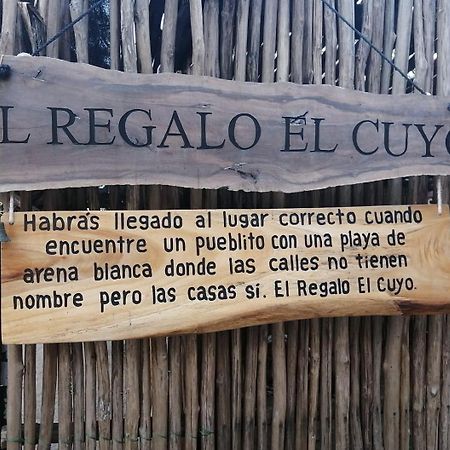 L REGALO EL CUYO
Habrás llegado al lugar correcto cuando
encuentre un pueblito con una playa de
arena blanca donde las calles no tienen
nombre pero las casas sí. El Regalo El Cuyo.